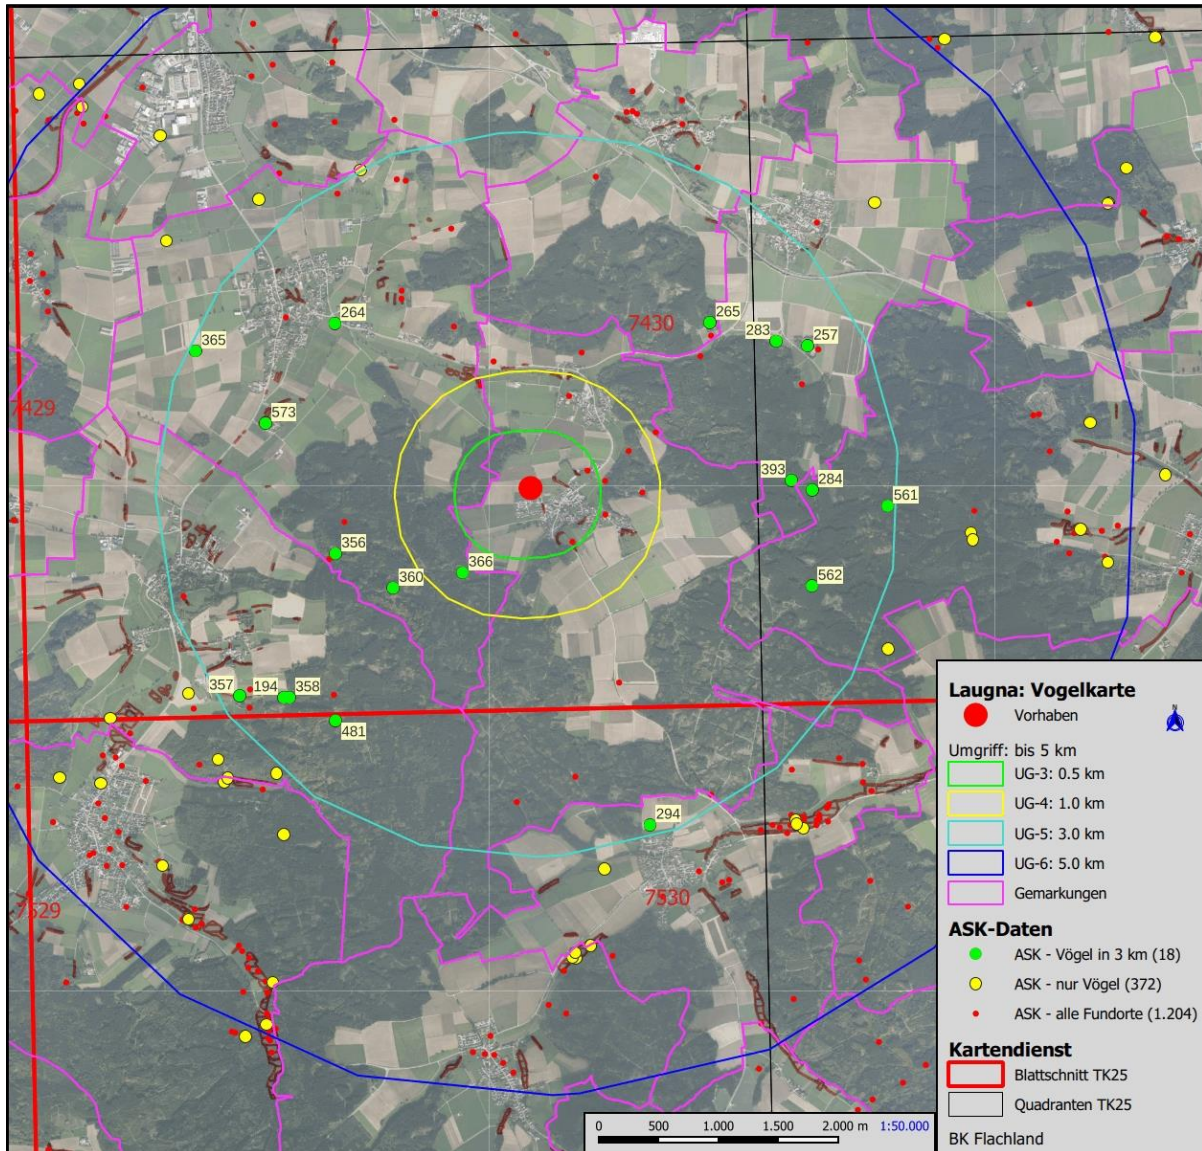 264
265
7430
283
257
365
7429
573
393
284
561
356
366
360
562
357
194
358
481
294
7530
7529
Laugna: Vogelkarte
Vorhaben
N
Umgriff: bis 5 km
UG-3: 0.5 km
UG-4: 1.0 km
UG-5: 3.0 km
UG-6: 5.0 km
Gemarkungen
ASK-Daten
ASK - Vögel in 3 km (18)
ASK - nur Vögel (372)
ASK - alle Fundorte (1.204)
Kartendienst
Blattschnitt TK25
Quadranten TK25
BK Flachland
0 500 1.000 1.500 2.000 m 1:50.000